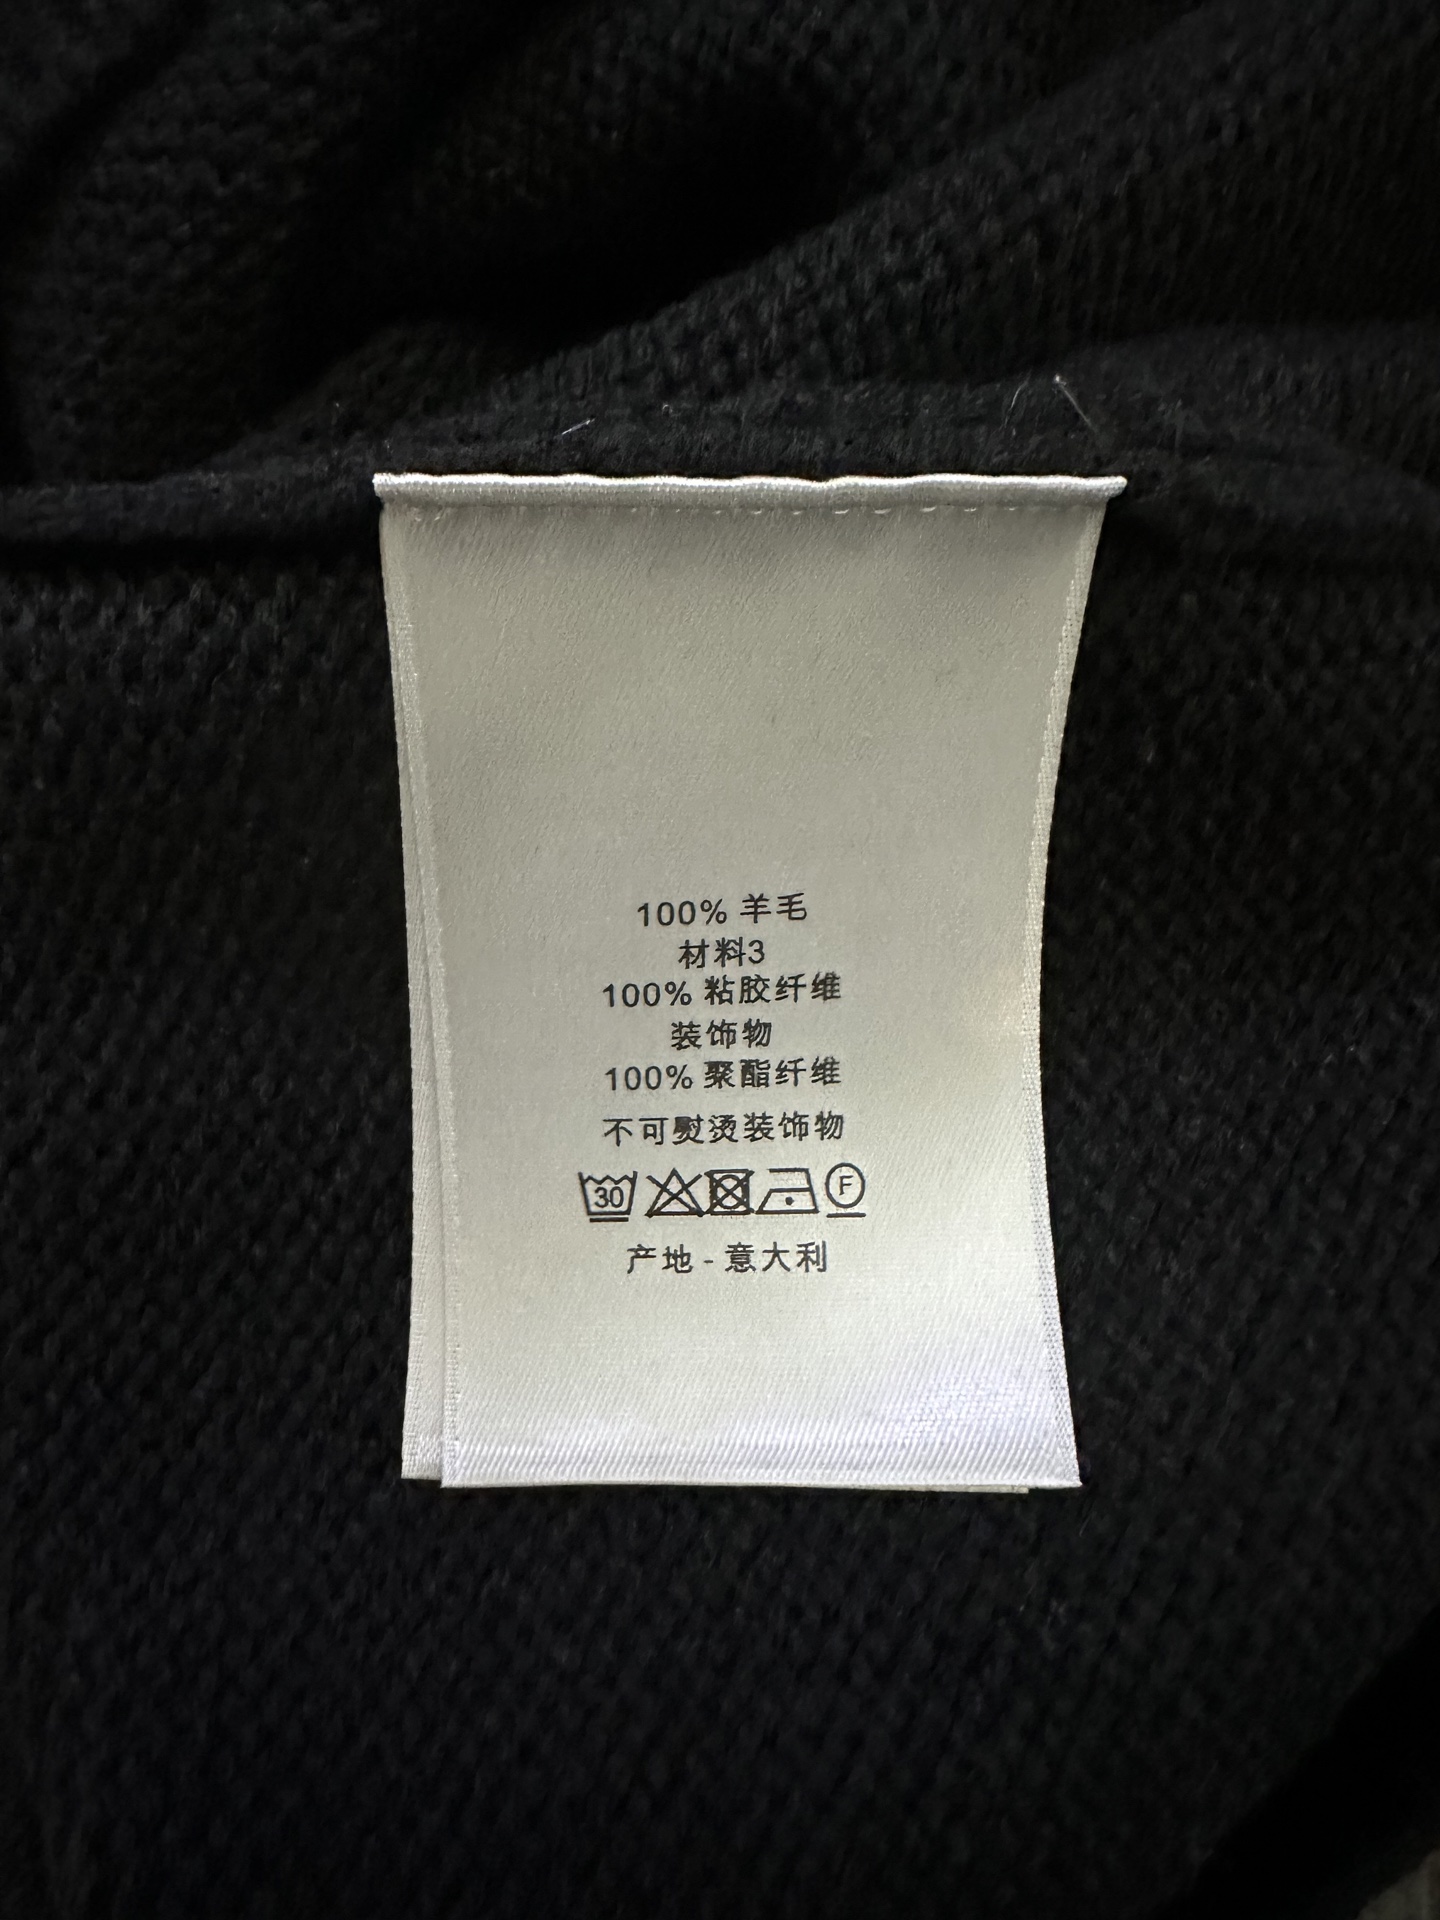 100% 羊毛
材料3
100% 粘胶纤维
装饰物
100% 聚酯纤维
不可熨烫装饰物
30 F
产地 - 意大利